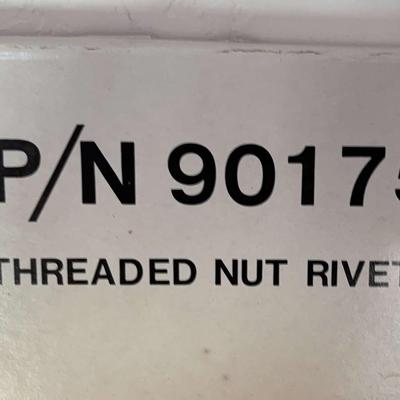 P/N 90175
THREADED NUT RIVET